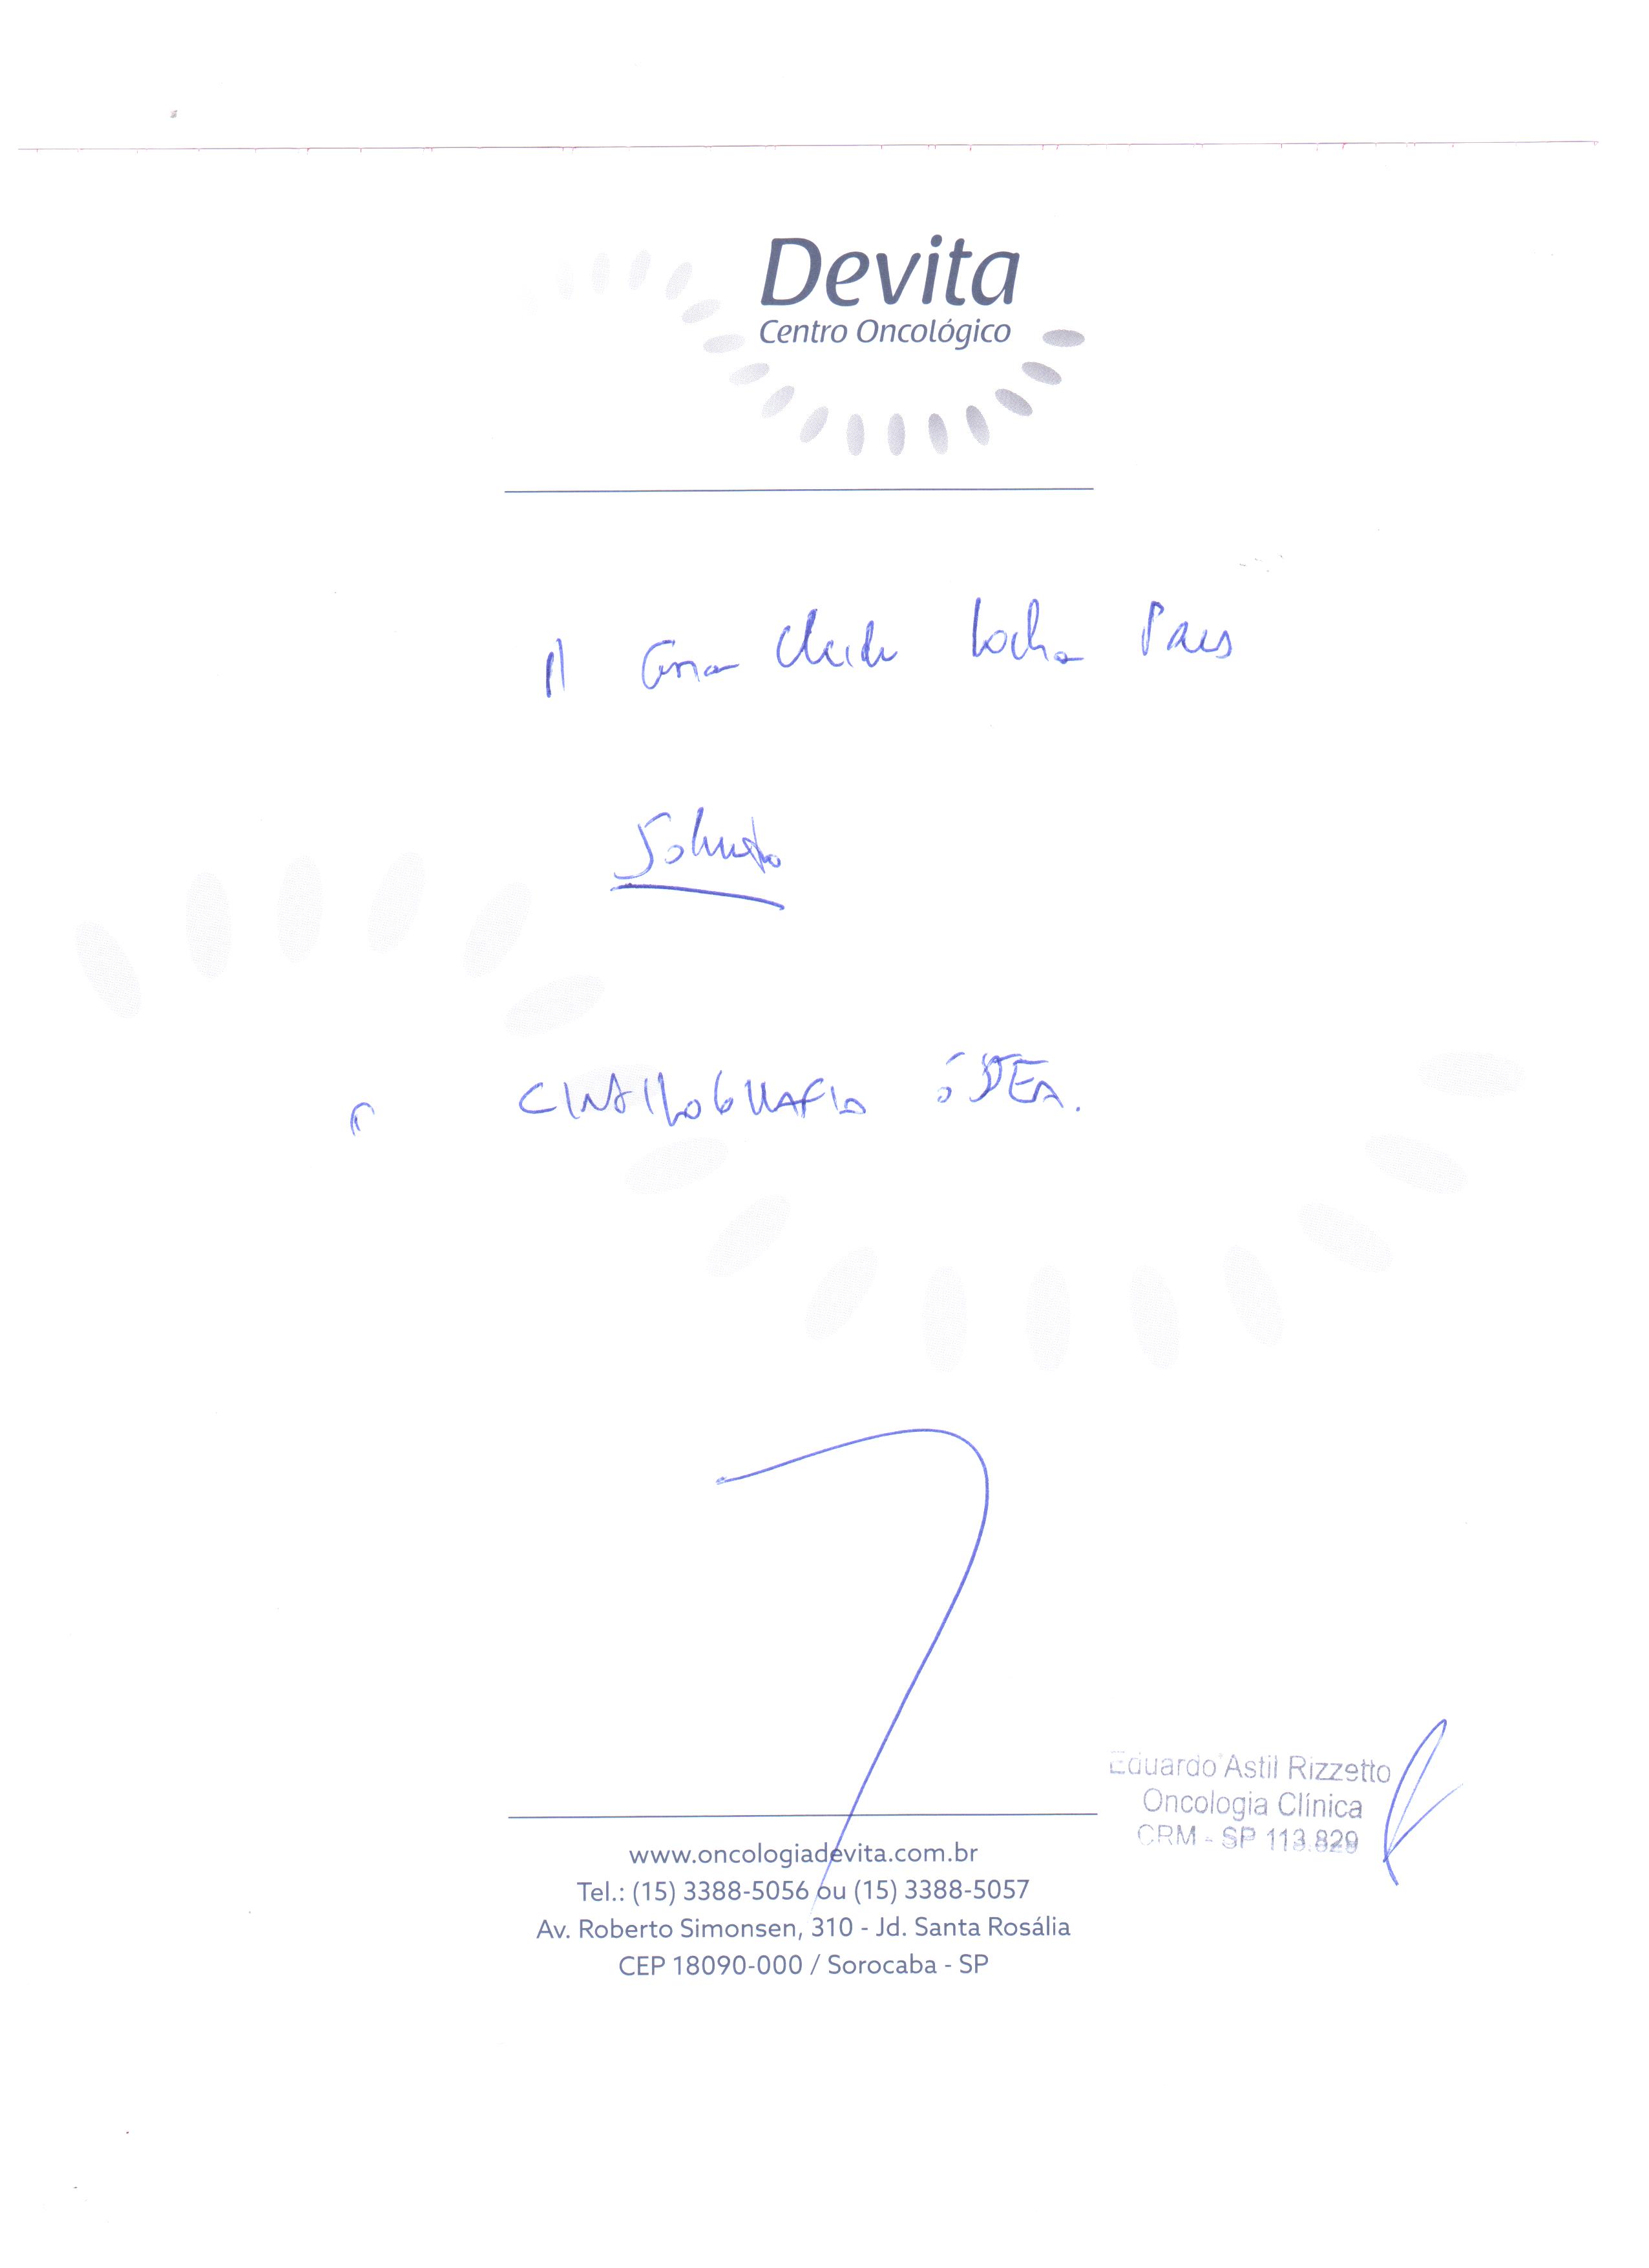 Devita
Centro Oncológico
P/ Ana Cleide Rocha Paes
Solicito
CINTILOGRAFIA ÓSSEA.
Eduardo Astil Rizzetto
Oncologia Clínica
CRM - SP 113.829
www.oncologiadevita.com.br
Tel.: (15) 3388-5056 ou (15) 3388-5057
Av. Roberto Simonsen, 310 - Jd. Santa Rosália
CEP 18090-000 / Sorocaba - SP